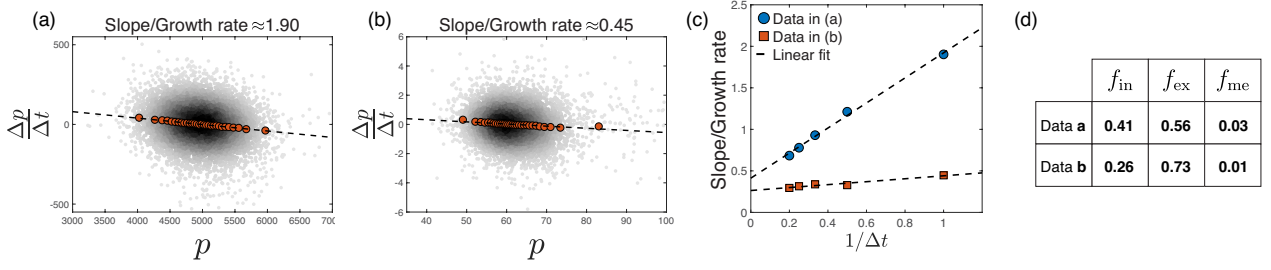 (a)
Slope/Growth rate ≈1.90
500
0
-500
Δp
Δt
3000 3500 4000 4500 5000 5500 6000 6500 7000
p
(b)
Slope/Growth rate ≈0.45
6
4
2
0
-2
-4
-6
Δp
Δt
40 50 60 70 80 90 100
p
(c)
Data in (a)
Data in (b)
Linear fit
2.5
2
1.5
1
0.5
0
Slope/Growth rate
0 0.2 0.4 0.6 0.8 1
1/Δt
(d)
f_in f_ex f_me
Data a 0.41 0.56 0.03
Data b 0.26 0.73 0.01